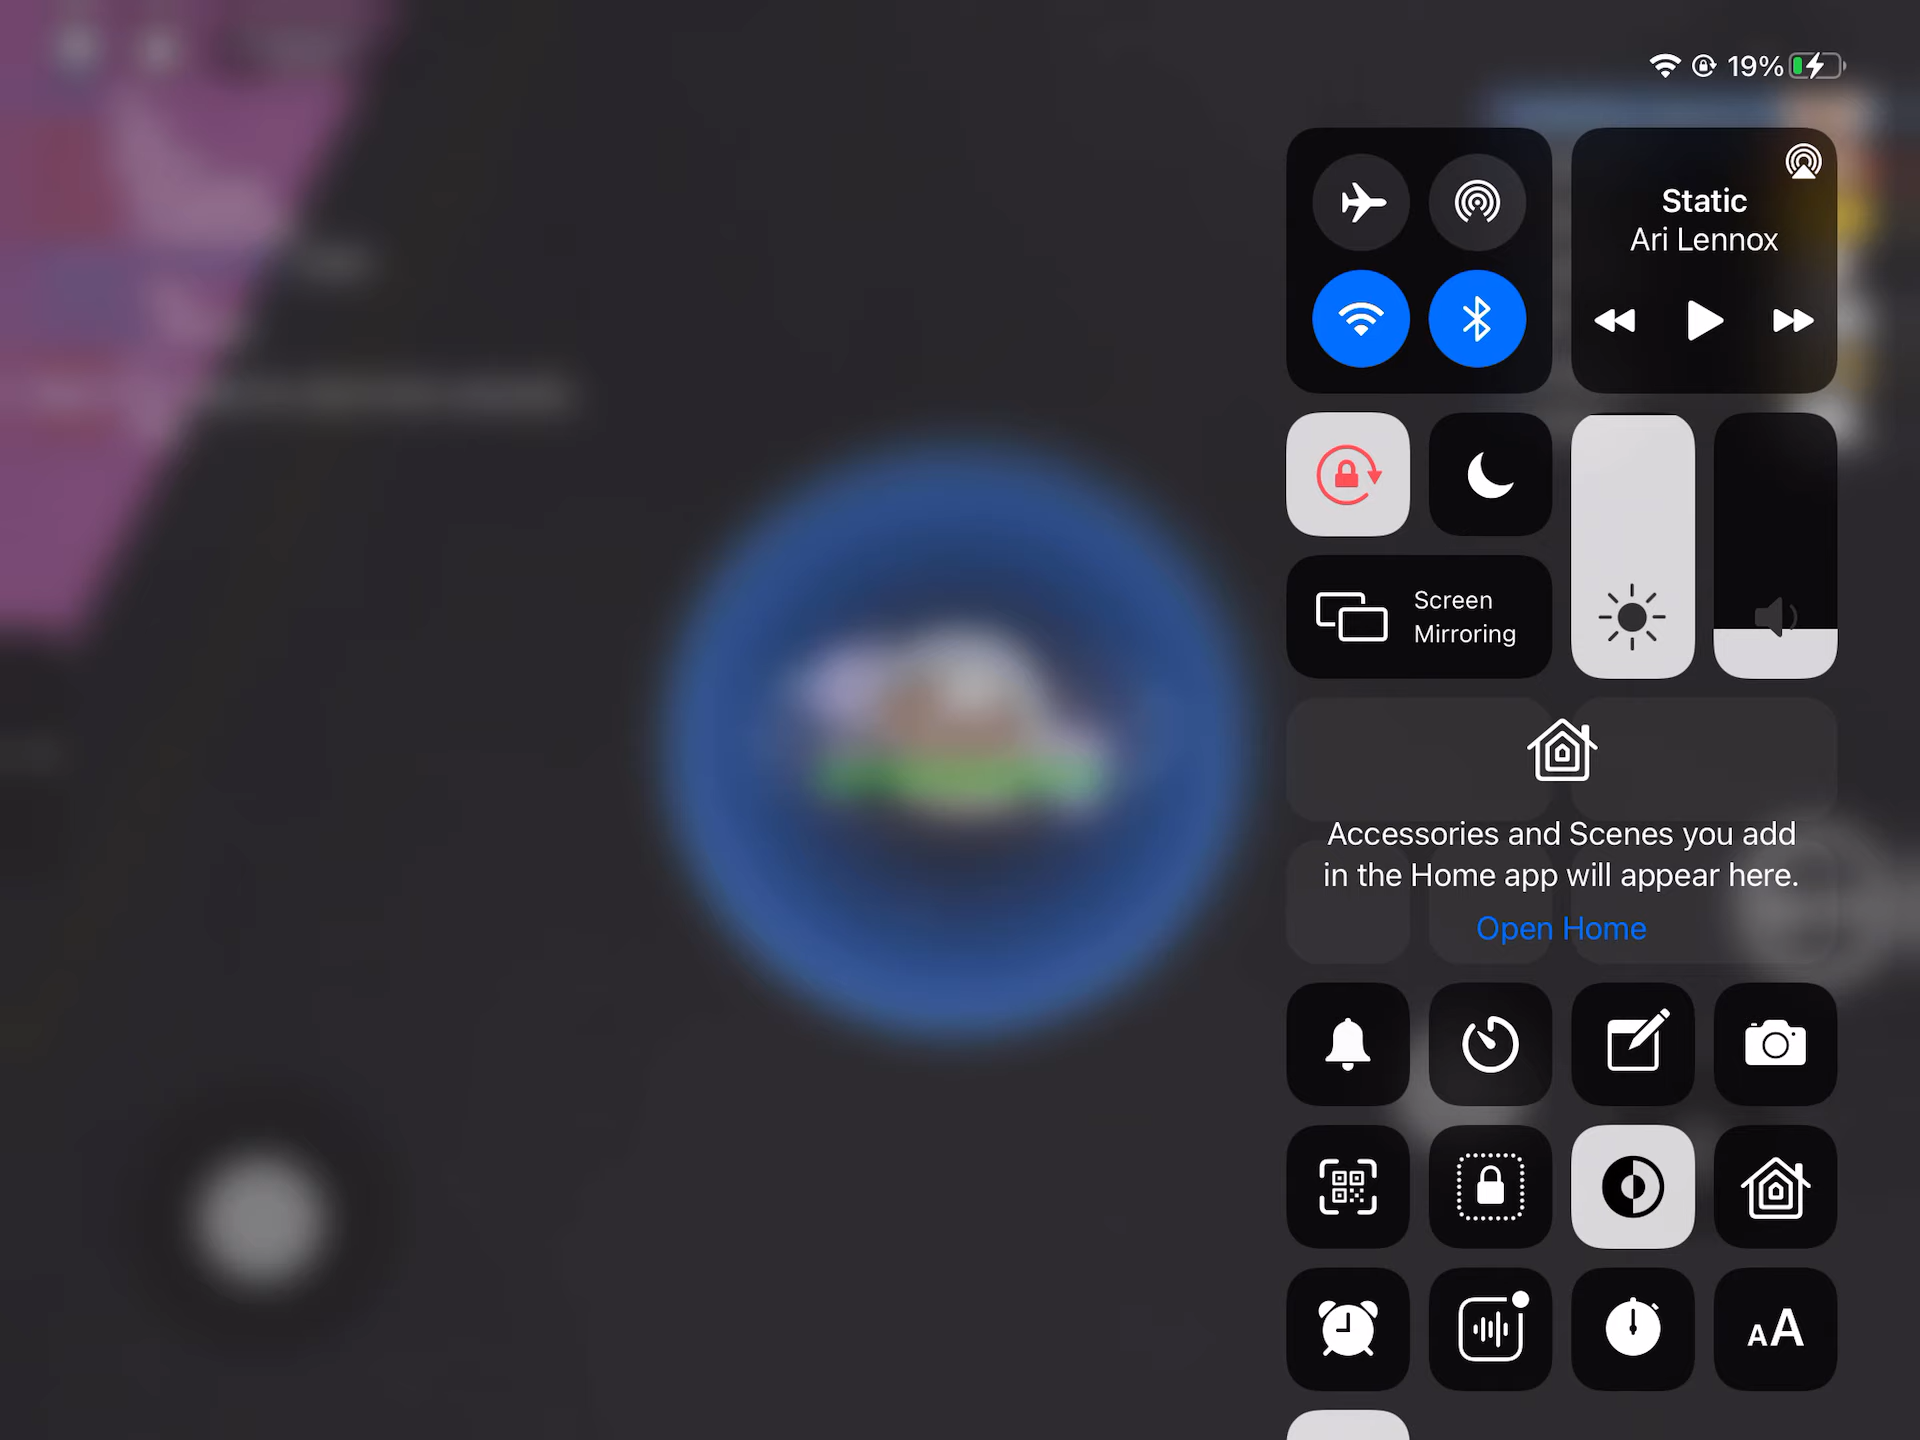 19%
Static
Ari Lennox
Screen
Mirroring
Accessories and Scenes you add
in the Home app will appear here.
Open Home
AA